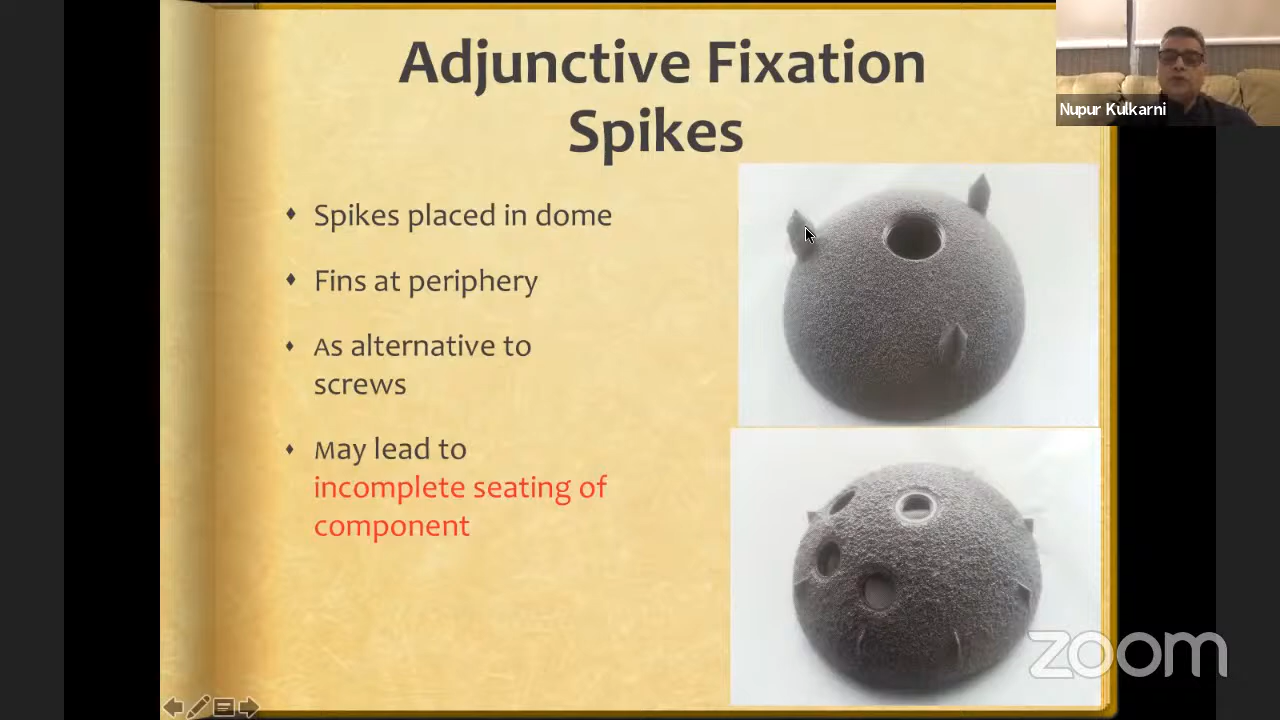 Adjunctive Fixation
Spikes
Spikes placed in dome
Fins at periphery
As alternative to
screws
May lead to
incomplete seating of
component
Nupur Kulkarni
zoom